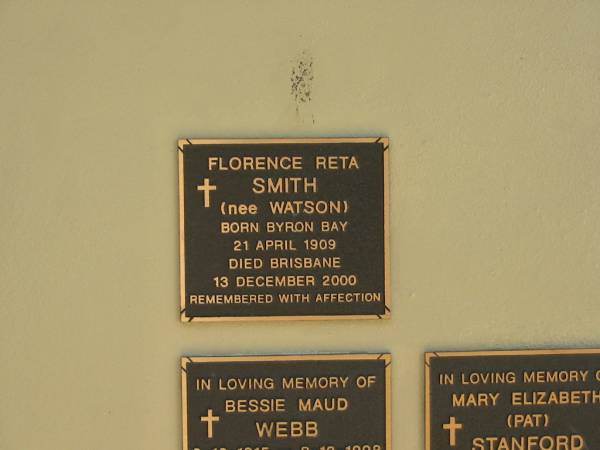 FLORENCE RETA
SMITH
(nee WATSON)
BORN BYRON BAY
21 APRIL 1909
DIED BRISBANE
13 DECEMBER 2000
REMEMBERED WITH AFFECTION
IN LOVING MEMORY OF
BESSIE MAUD
WEBB
IN LOVING MEMORY
MARY ELIZABETH
(PAT)
STANFORD